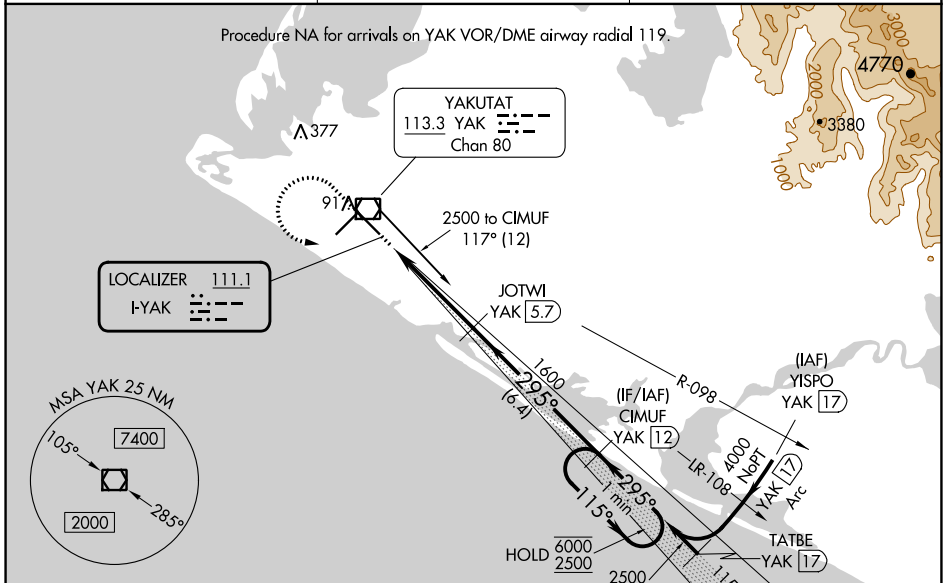 Procedure NA for arrivals on YAK VOR/DME airway radial 119.
3000
4770
2000
3380
1000
YAKUTAT
113.3 YAK
Chan 80
377
917
2500 to CIMUF
117° (12)
LOCALIZER 111.1
I-YAK
JOTWI
YAK 5.7
1600
295°
(6.4)
R-098
(IAF)
YISPO
YAK 17
(IF/IAF)
CIMUF
YAK 12
LR-108
4000
NoPT
YAK 17
Arc
295°
1 min
115°
HOLD 6000
2500
2500
TATBE
YAK 17
MSA YAK 25 NM
105°
7400
2000
285°